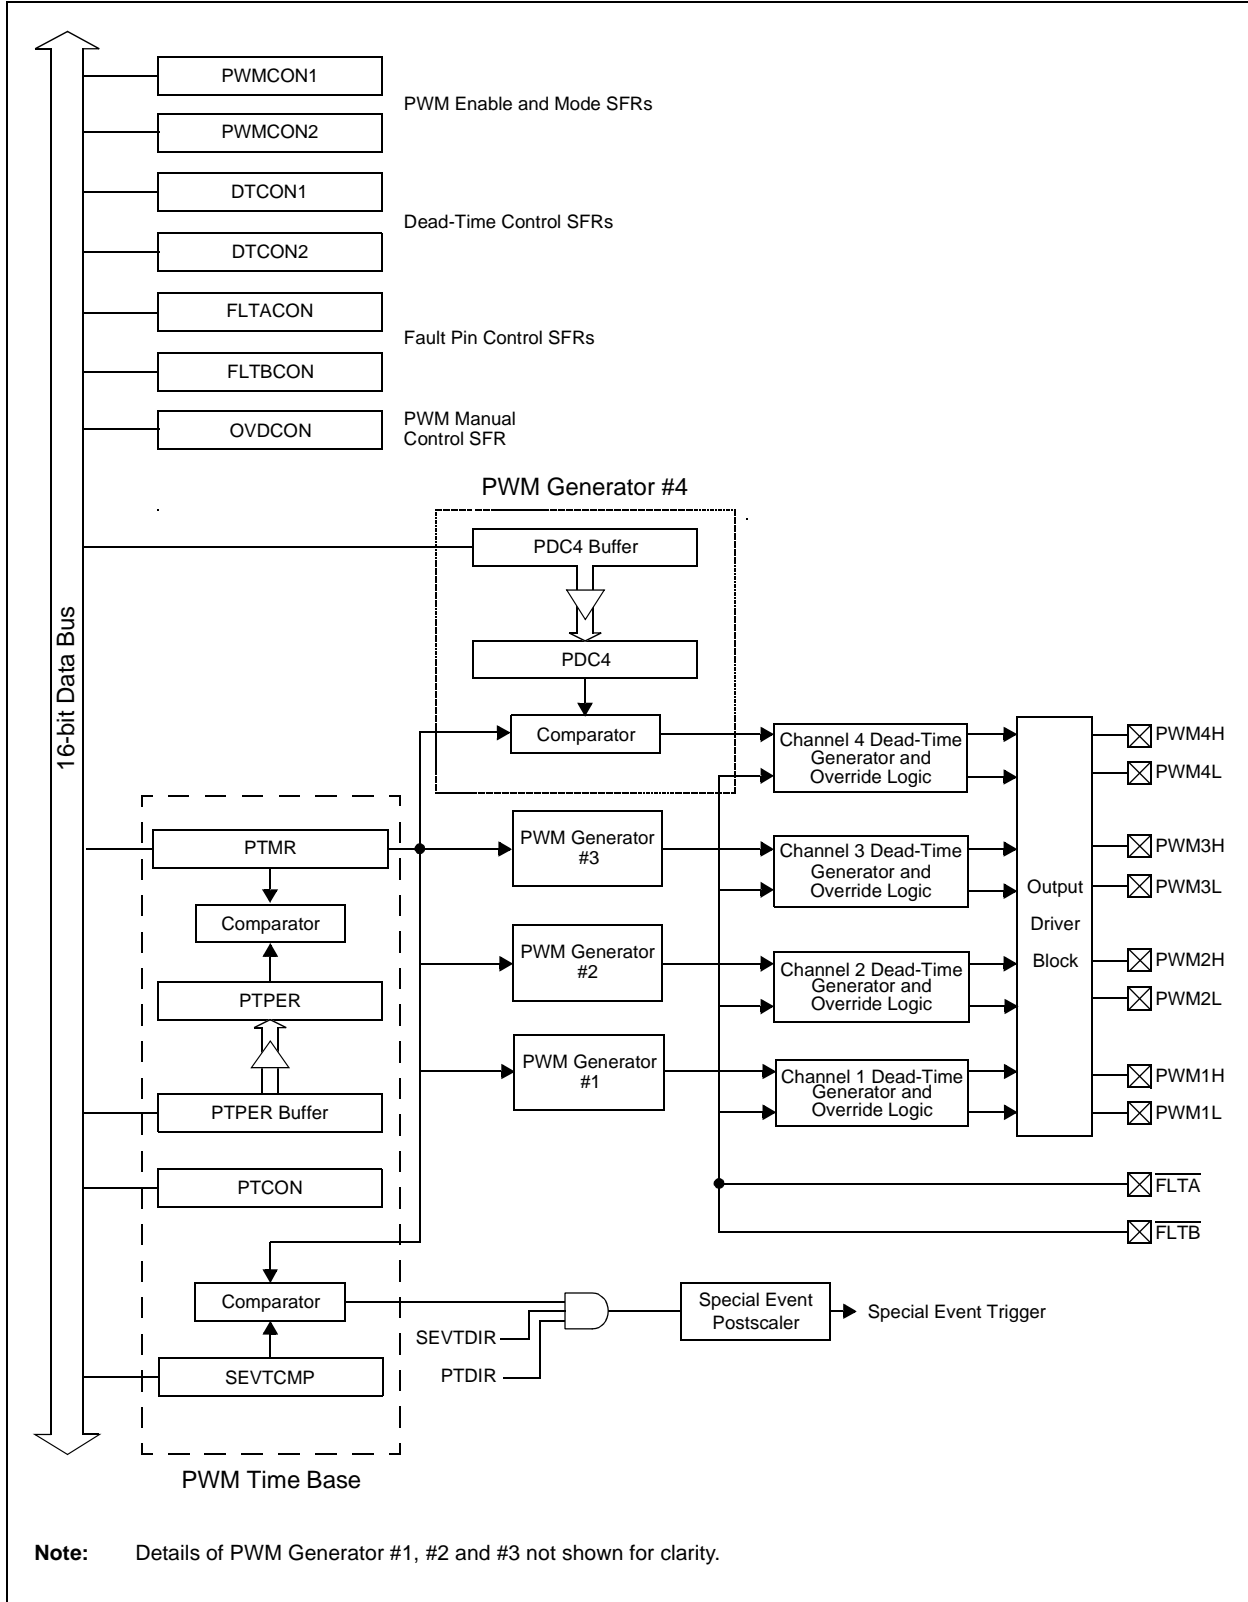 PWMCON1
PWM Enable and Mode SFRs
PWMCON2
DTCON1
Dead-Time Control SFRs
DTCON2
FLTACON
Fault Pin Control SFRs
FLTBCON
OVDCON
PWM Manual
Control SFR
16-bit Data Bus
PWM Generator #4
PDC4 Buffer
PDC4
Comparator
Channel 4 Dead-Time
Generator and
Override Logic
PWM4H
PWM4L
PTMR
Comparator
PTPER
PTPER Buffer
PTCON
Comparator
SEVTCMP
PWM Time Base
PWM Generator
#3
Channel 3 Dead-Time
Generator and
Override Logic
PWM3H
PWM3L
PWM Generator
#2
Channel 2 Dead-Time
Generator and
Override Logic
PWM2H
PWM2L
PWM Generator
#1
Channel 1 Dead-Time
Generator and
Override Logic
PWM1H
PWM1L
Output
Driver
Block
FLTA
FLTB
SEVTDIR
PTDIR
Special Event
Postscaler
Special Event Trigger
Note: Details of PWM Generator #1, #2 and #3 not shown for clarity.